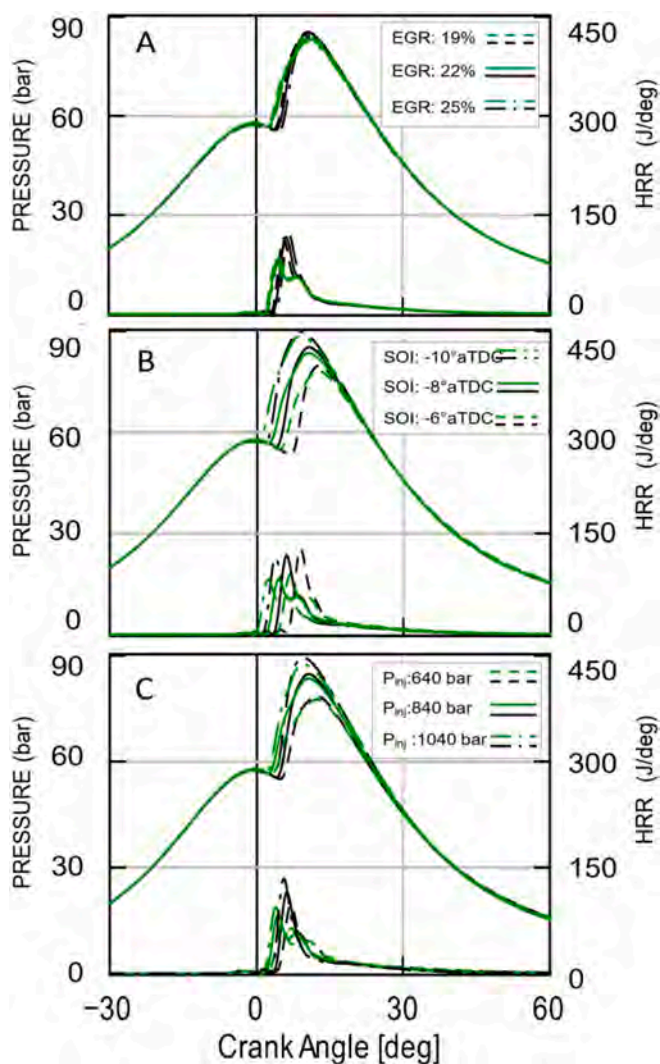 90
A
EGR: 19%
EGR: 22%
EGR: 25%
450
60
300
30
150
0
0
PRESSURE (bar)
HRR (J/deg)
90
B
SOI: -10°aTDC
SOI: -8°aTDC
SOI: -6°aTDC
450
60
300
30
150
0
0
PRESSURE (bar)
HRR (J/deg)
90
C
Pinj:640 bar
Pinj:840 bar
Pinj :1040 bar
450
60
300
30
150
0
0
PRESSURE (bar)
HRR (J/deg)
−30 0 30 60
Crank Angle [deg]